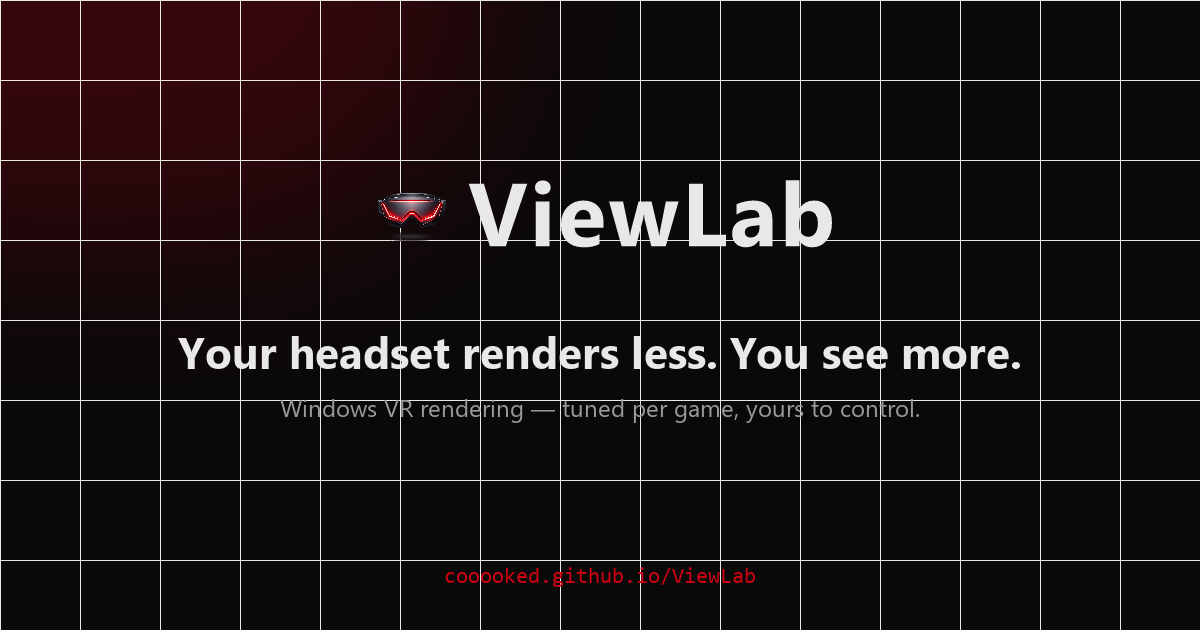 ViewLab
Your headset renders less. You see more.
Windows VR rendering — tuned per game, yours to control.
cooooked.github.io/ViewLab